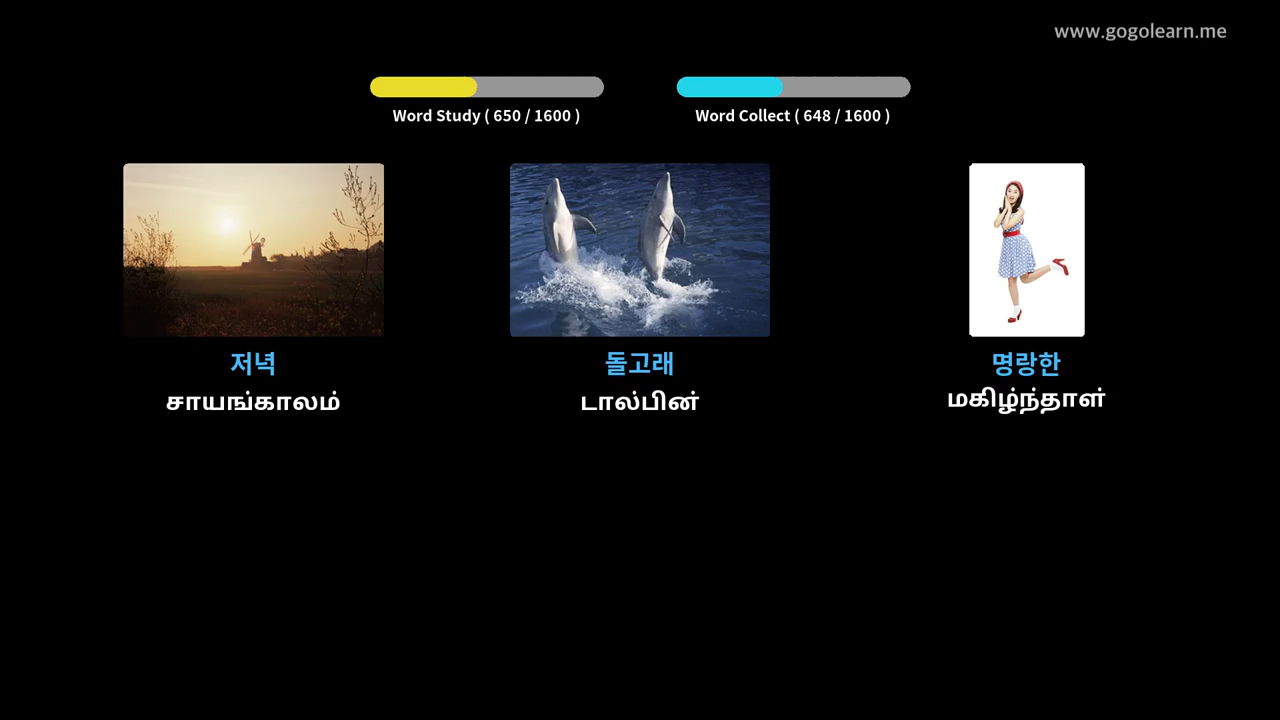 www.gogolearn.me
Word Study ( 650 / 1600 )
Word Collect ( 648 / 1600 )
저녁
돌고래
명랑한
சாயங்காலம்
டால்பின்
மகிழ்ந்தாள்